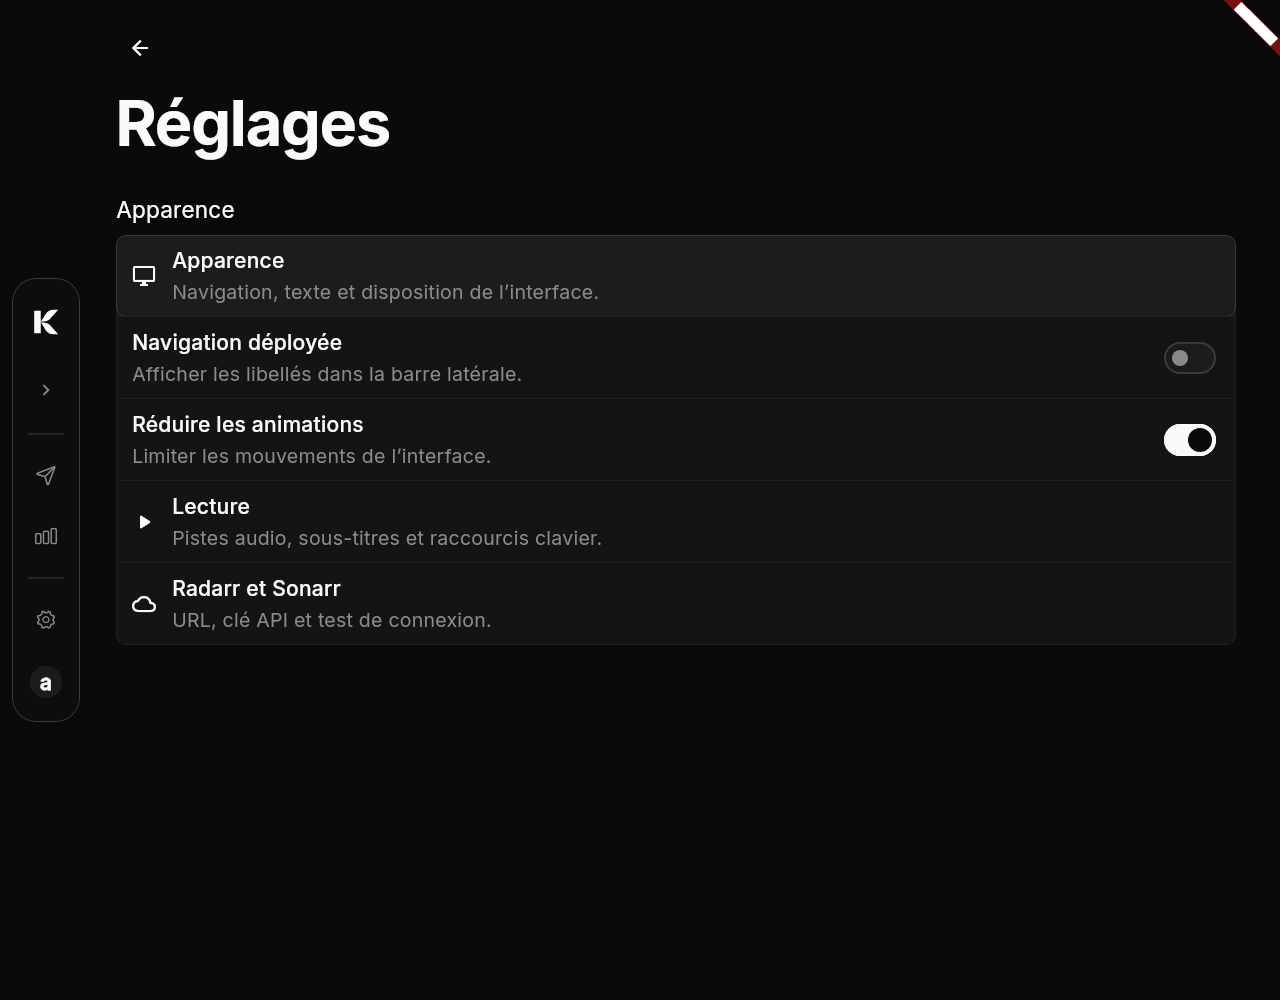 Réglages
Apparence
Apparence
Navigation, texte et disposition de l’interface.
Navigation déployée
Afficher les libellés dans la barre latérale.
Réduire les animations
Limiter les mouvements de l’interface.
Lecture
Pistes audio, sous-titres et raccourcis clavier.
Radarr et Sonarr
URL, clé API et test de connexion.
K
a